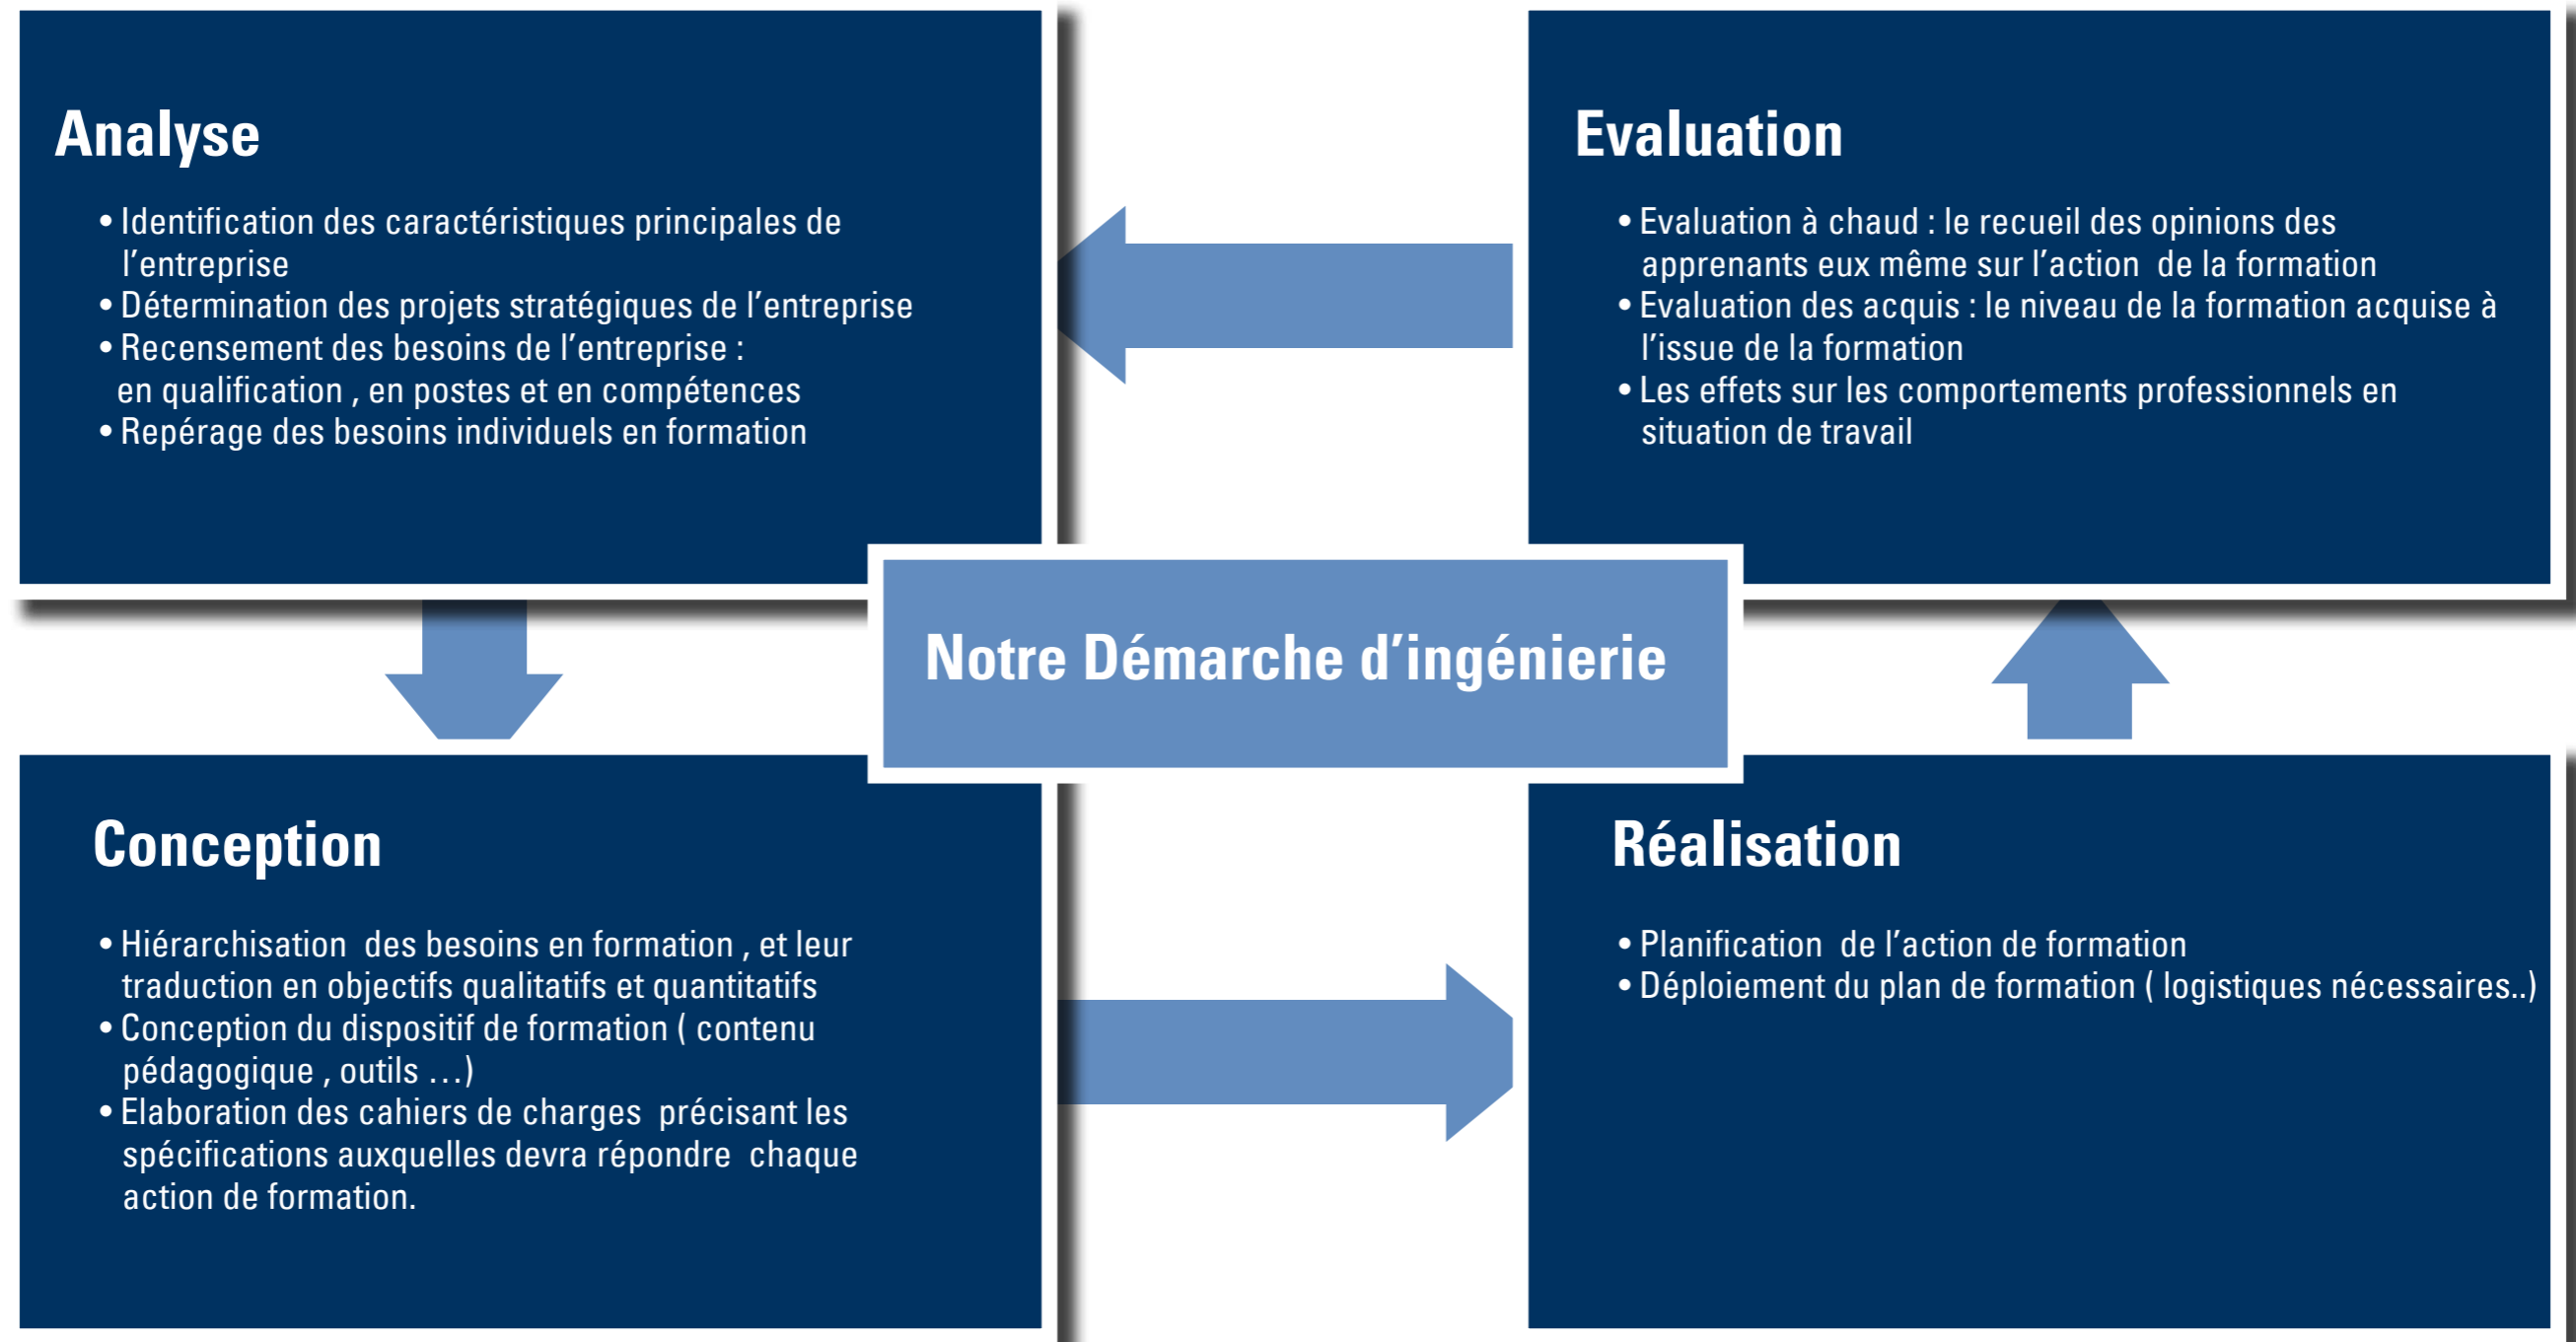 Analyse
• Identification des caractéristiques principales de
l’entreprise
• Détermination des projets stratégiques de l’entreprise
• Recensement des besoins de l’entreprise :
en qualification , en postes et en compétences
• Repérage des besoins individuels en formation
Evaluation
• Evaluation à chaud : le recueil des opinions des
apprenants eux même sur l’action de la formation
• Evaluation des acquis : le niveau de la formation acquise à
l’issue de la formation
• Les effets sur les comportements professionnels en
situation de travail
Notre Démarche d’ingénierie
Conception
• Hiérarchisation des besoins en formation , et leur
traduction en objectifs qualitatifs et quantitatifs
• Conception du dispositif de formation ( contenu
pédagogique , outils …)
• Elaboration des cahiers de charges précisant les
spécifications auxquelles devra répondre chaque
action de formation.
Réalisation
• Planification de l’action de formation
• Déploiement du plan de formation ( logistiques nécessaires..)